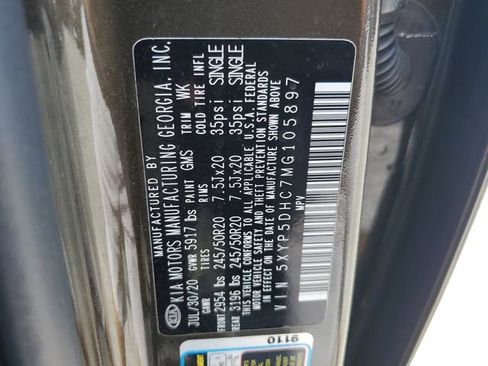 KIA
MANUFACTURED BY
KIA MOTORS MANUFACTURING GEORGIA, INC.
JUL/30/20 GVWR 5917 lbs PAINT GMS TRIM WK
GAWR TIRES RIMS COLD TIRE INFL
FRONT 2954 lbs 245/50R20 7.5Jx20 35psi SINGLE
REAR 3196 lbs 245/50R20 7.5Jx20 35psi SINGLE
THIS VEHICLE CONFORMS TO ALL APPLICABLE U.S.A FEDERAL
MOTOR VEHICLE SAFETY AND THEFT PREVENTION STANDARDS
IN EFFECT ON THE DATE OF MANUFACTURE SHOWN ABOVE
VIN 5XYP5DHC7MG105897
MPV
9110